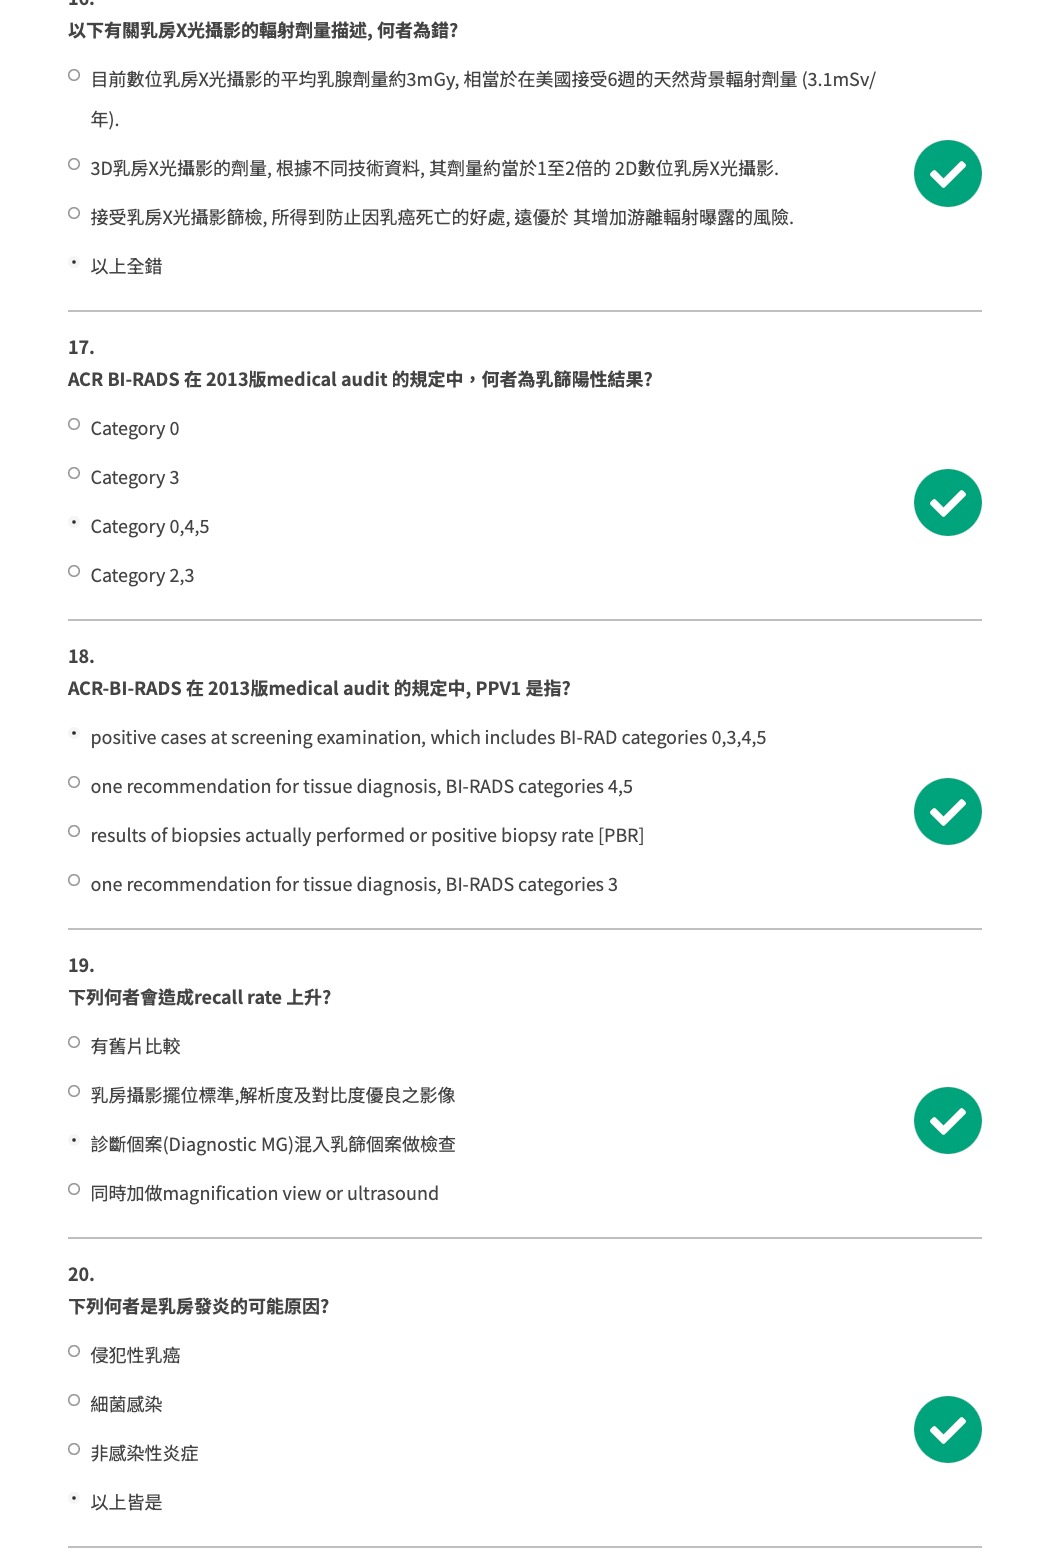 16.
以下有關乳房X光攝影的輻射劑量描述, 何者為錯?
目前數位乳房X光攝影的平均乳腺劑量約3mGy, 相當於在美國接受6週的天然背景輻射劑量 (3.1mSv/
年).
3D乳房X光攝影的劑量, 根據不同技術資料, 其劑量約當於1至2倍的 2D數位乳房X光攝影.
接受乳房X光攝影篩檢, 所得到防止因乳癌死亡的好處, 遠優於 其增加游離輻射曝露的風險.
以上全錯
17.
ACR BI-RADS 在 2013版medical audit 的規定中，何者為乳篩陽性結果?
Category 0
Category 3
Category 0,4,5
Category 2,3
18.
ACR-BI-RADS 在 2013版medical audit 的規定中, PPV1 是指?
positive cases at screening examination, which includes BI-RAD categories 0,3,4,5
one recommendation for tissue diagnosis, BI-RADS categories 4,5
results of biopsies actually performed or positive biopsy rate [PBR]
one recommendation for tissue diagnosis, BI-RADS categories 3
19.
下列何者會造成recall rate 上升?
有舊片比較
乳房攝影擺位標準,解析度及對比度優良之影像
診斷個案(Diagnostic MG)混入乳篩個案做檢查
同時加做magnification view or ultrasound
20.
下列何者是乳房發炎的可能原因?
侵犯性乳癌
細菌感染
非感染性炎症
以上皆是